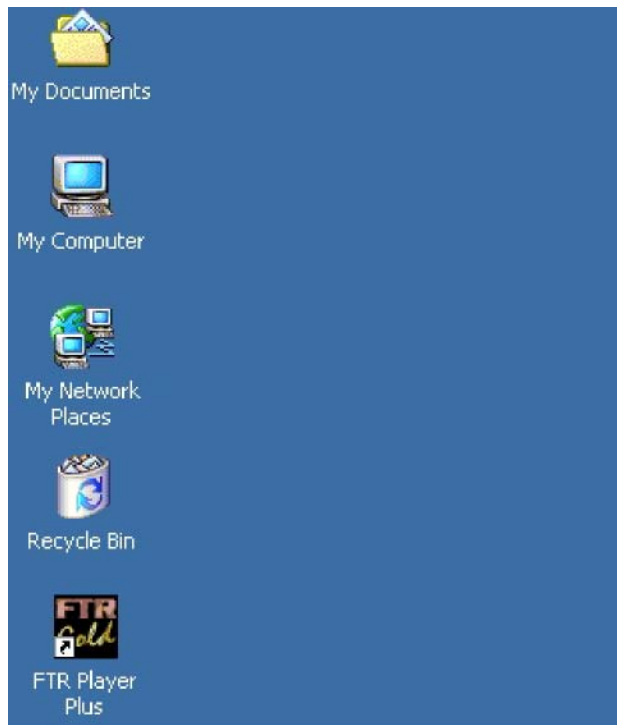 My Documents
My Computer
My Network
Places
Recycle Bin
FTR
Gold
FTR Player
Plus